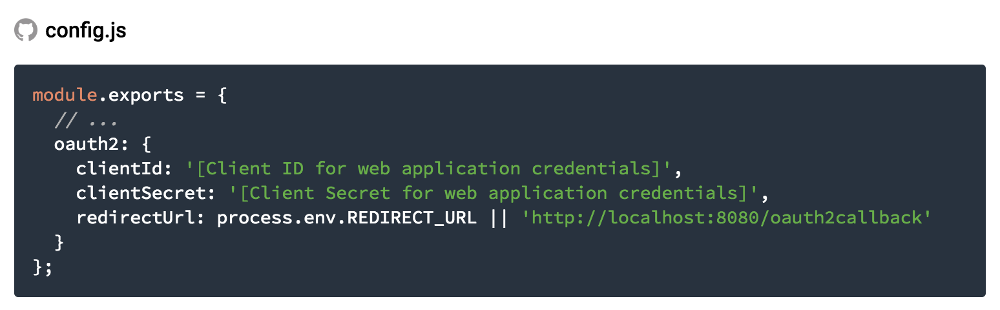 config.js
module.exports = {
  // ...
  oauth2: {
    clientId: '[Client ID for web application credentials]',
    clientSecret: '[Client Secret for web application credentials]',
    redirectUrl: process.env.REDIRECT_URL || 'http://localhost:8080/oauth2callback'
  }
};